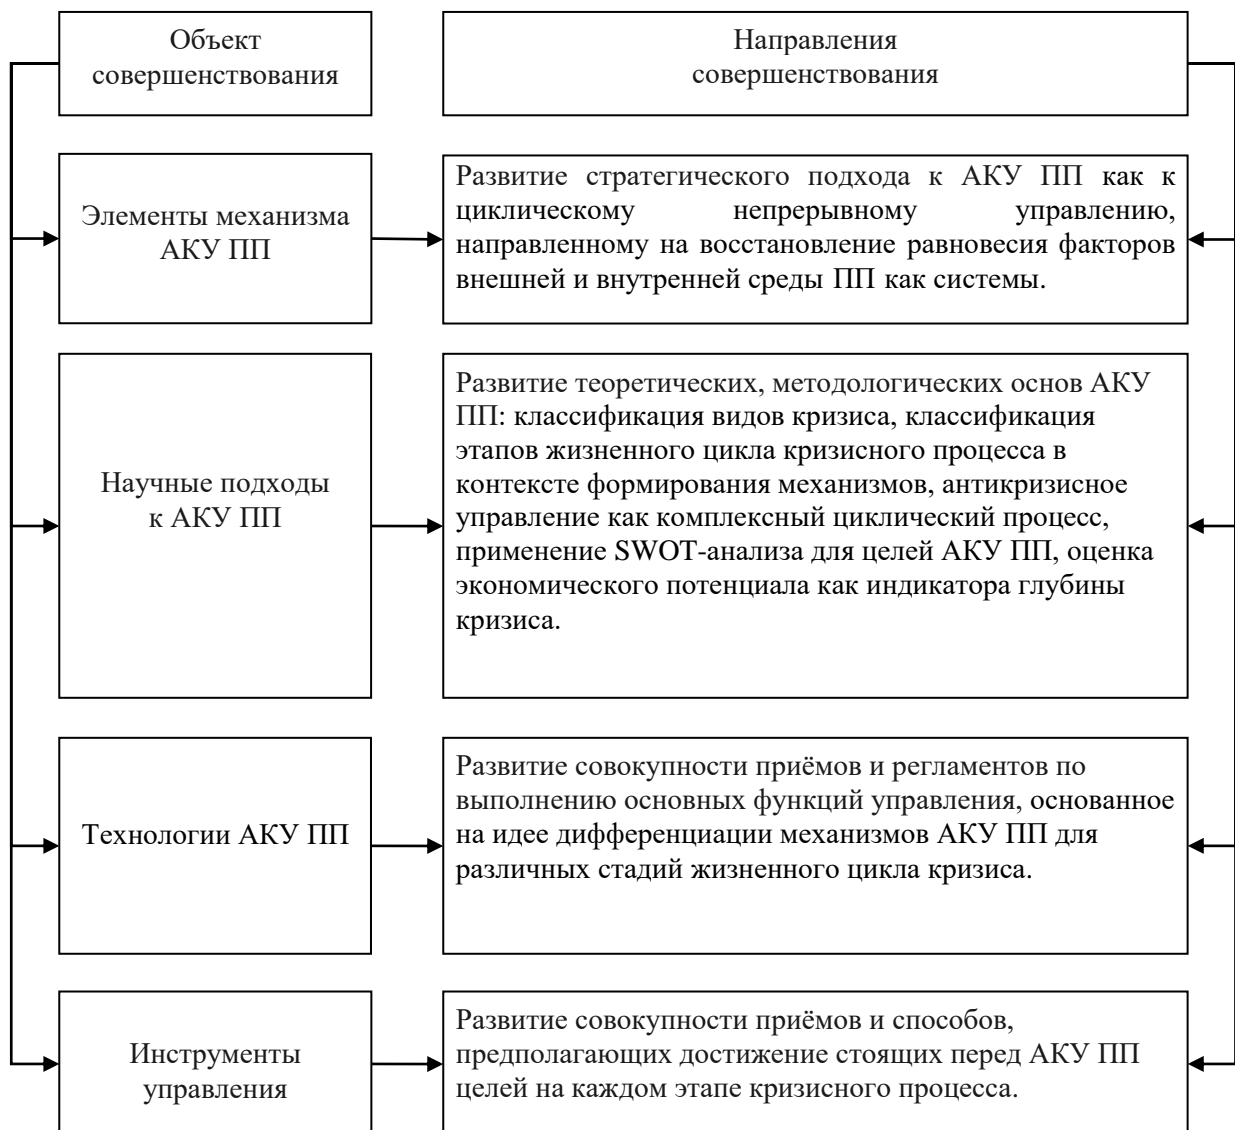 Объект
совершенствования
Направления
совершенствования
Элементы механизма
АКУ ПП
Развитие стратегического подхода к АКУ ПП как к
циклическому непрерывному управлению,
направленному на восстановление равновесия факторов
внешней и внутренней среды ПП как системы.
Научные подходы
к АКУ ПП
Развитие теоретических, методологических основ АКУ
ПП: классификация видов кризиса, классификация
этапов жизненного цикла кризисного процесса в
контексте формирования механизмов, антикризисное
управление как комплексный циклический процесс,
применение SWOT-анализа для целей АКУ ПП, оценка
экономического потенциала как индикатора глубины
кризиса.
Технологии АКУ ПП
Развитие совокупности приёмов и регламентов по
выполнению основных функций управления, основанное
на идее дифференциации механизмов АКУ ПП для
различных стадий жизненного цикла кризиса.
Инструменты
управления
Развитие совокупности приёмов и способов,
предполагающих достижение стоящих перед АКУ ПП
целей на каждом этапе кризисного процесса.